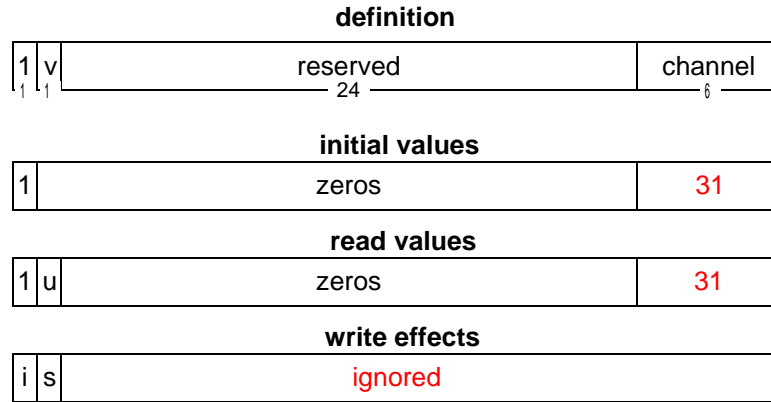 definition
1 v reserved channel
1 1 24 6
initial values
1 zeros 31
read values
1 u zeros 31
write effects
i s ignored